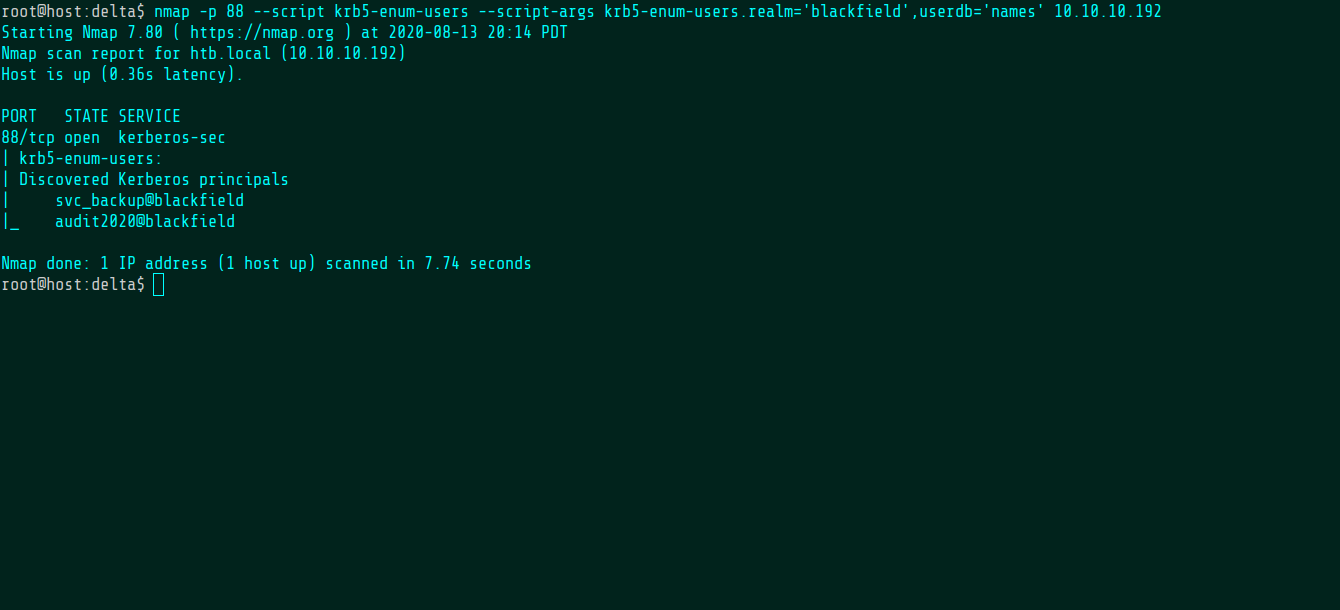 root@host:delta$ nmap -p 88 --script krb5-enum-users --script-args krb5-enum-users.realm='blackfield',userdb='names' 10.10.10.192
Starting Nmap 7.80 ( https://nmap.org ) at 2020-08-13 20:14 PDT
Nmap scan report for htb.local (10.10.10.192)
Host is up (0.36s latency).

PORT   STATE SERVICE
88/tcp open  kerberos-sec
| krb5-enum-users:
| Discovered Kerberos principals
|     svc_backup@blackfield
|_    audit2020@blackfield

Nmap done: 1 IP address (1 host up) scanned in 7.74 seconds
root@host:delta$